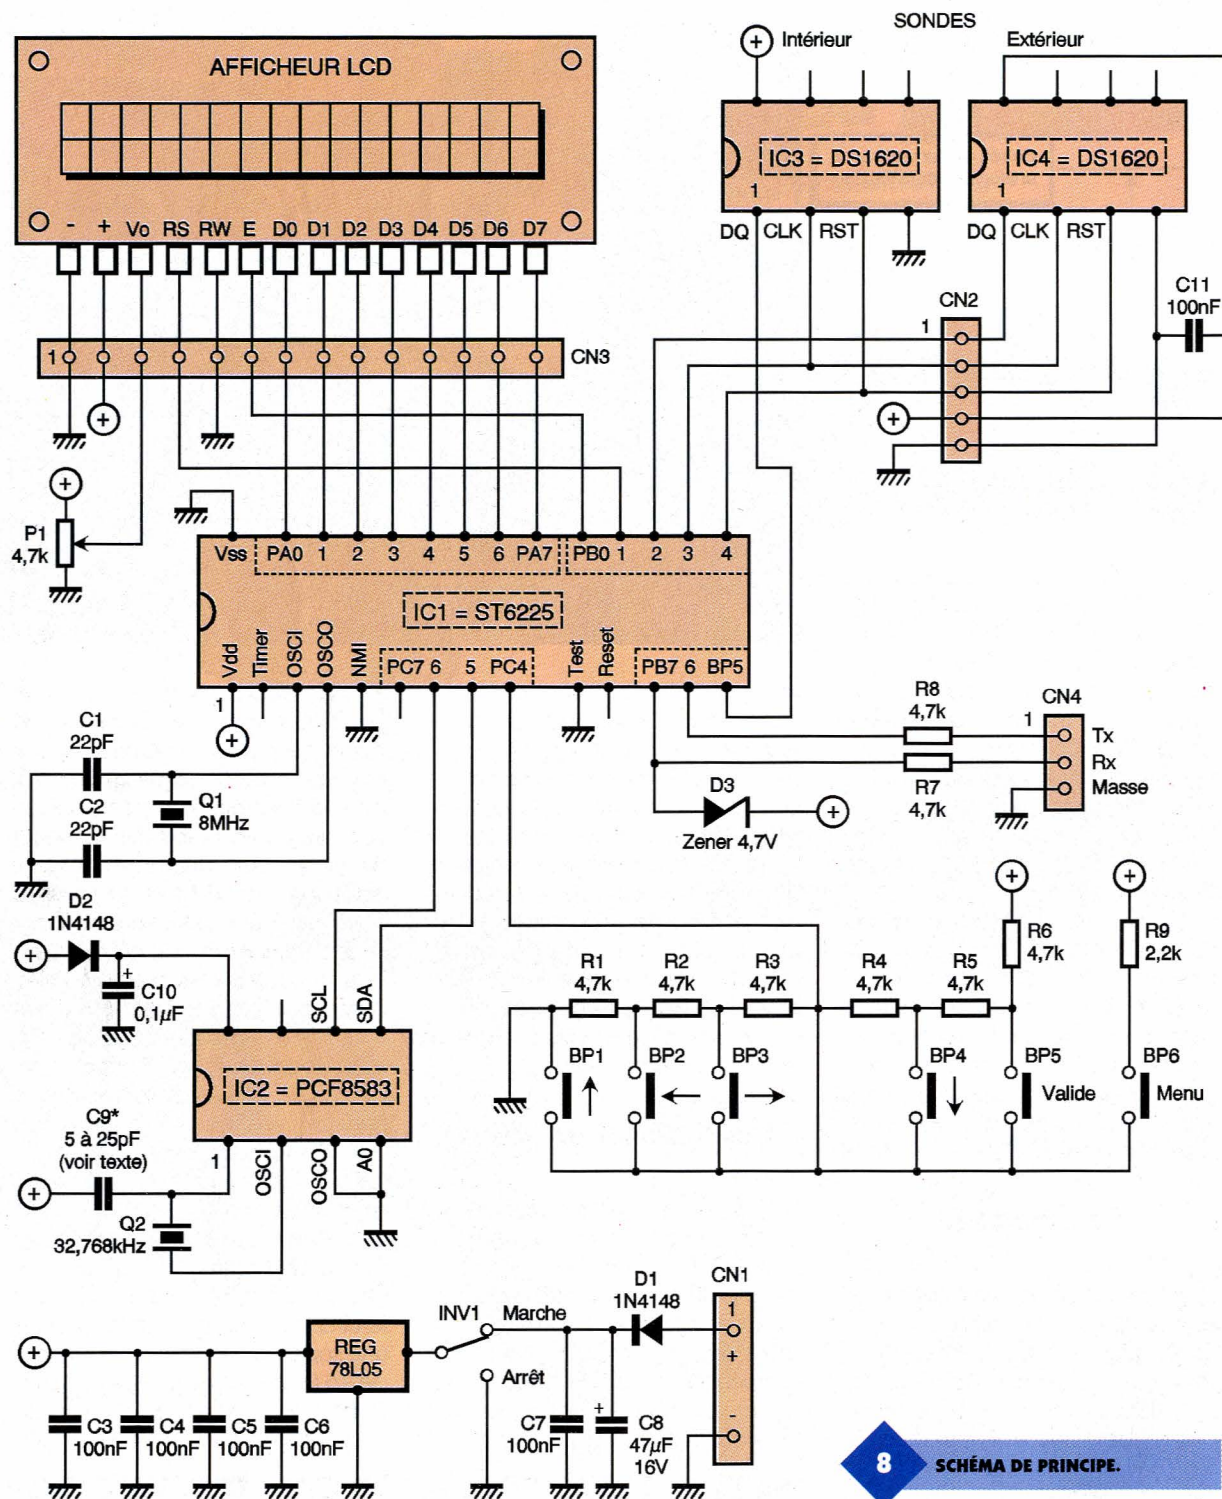 SONDES
+ Intérieur
Extérieur
AFFICHEUR LCD
- + Vo RS RW E D0 D1 D2 D3 D4 D5 D6 D7
1 CN3
IC3 = DS1620
1
DQ CLK RST
IC4 = DS1620
1
DQ CLK RST
CN2
1
C11
100nF
+
+
+
P1
4,7k
Vss PA0 1 2 3 4 5 6 PA7 PB0 1 2 3 4
IC1 = ST6225
Vdd Timer OSCI OSCO NMI PC7 6 5 PC4 Test Reset PB7 6 BP5
1
+
R8
4,7k
CN4
1
Tx
Rx
Masse
R7
4,7k
D3
Zener 4,7V
+
C1
22pF
Q1
8MHz
C2
22pF
D2
1N4148
+
+
C10
0,1µF
SCL SDA
IC2 = PCF8583
1 OSCI OSCO A0
C9*
5 à 25pF
(voir texte)
+
Q2
32,768kHz
+ +
R6
4,7k
R9
2,2k
R1
4,7k
R2
4,7k
R3
4,7k
R4
4,7k
R5
4,7k
BP1 ↑
BP2 ←
BP3 →
BP4 ↓
BP5
Valide
BP6
Menu
+
REG
78L05
INV1 Marche
Arrêt
D1
1N4148
CN1
1
+
-
C3
100nF
C4
100nF
C5
100nF
C6
100nF
C7
100nF
+
C8
47µF
16V
8 SCHÉMA DE PRINCIPE.